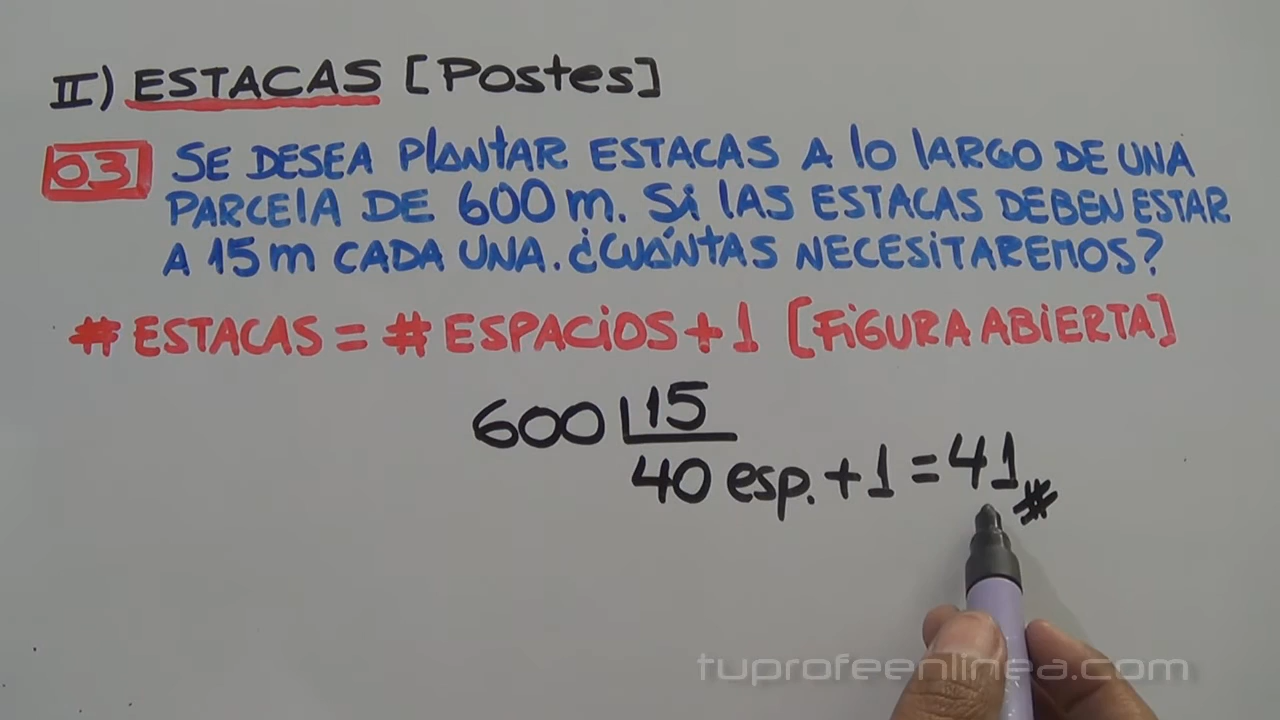 II) ESTACAS [Postes]
03 SE DESEA PLANTAR ESTACAS A LO LARGO DE UNA
PARCELA DE 600 m. SI LAS ESTACAS DEBEN ESTAR
A 15 m CADA UNA. ¿CUÁNTAS NECESITAREMOS?
# ESTACAS = # ESPACIOS + 1 [FIGURA ABIERTA]
600 15
40 esp. + 1 = 41 #
tuprofeenlinea.com